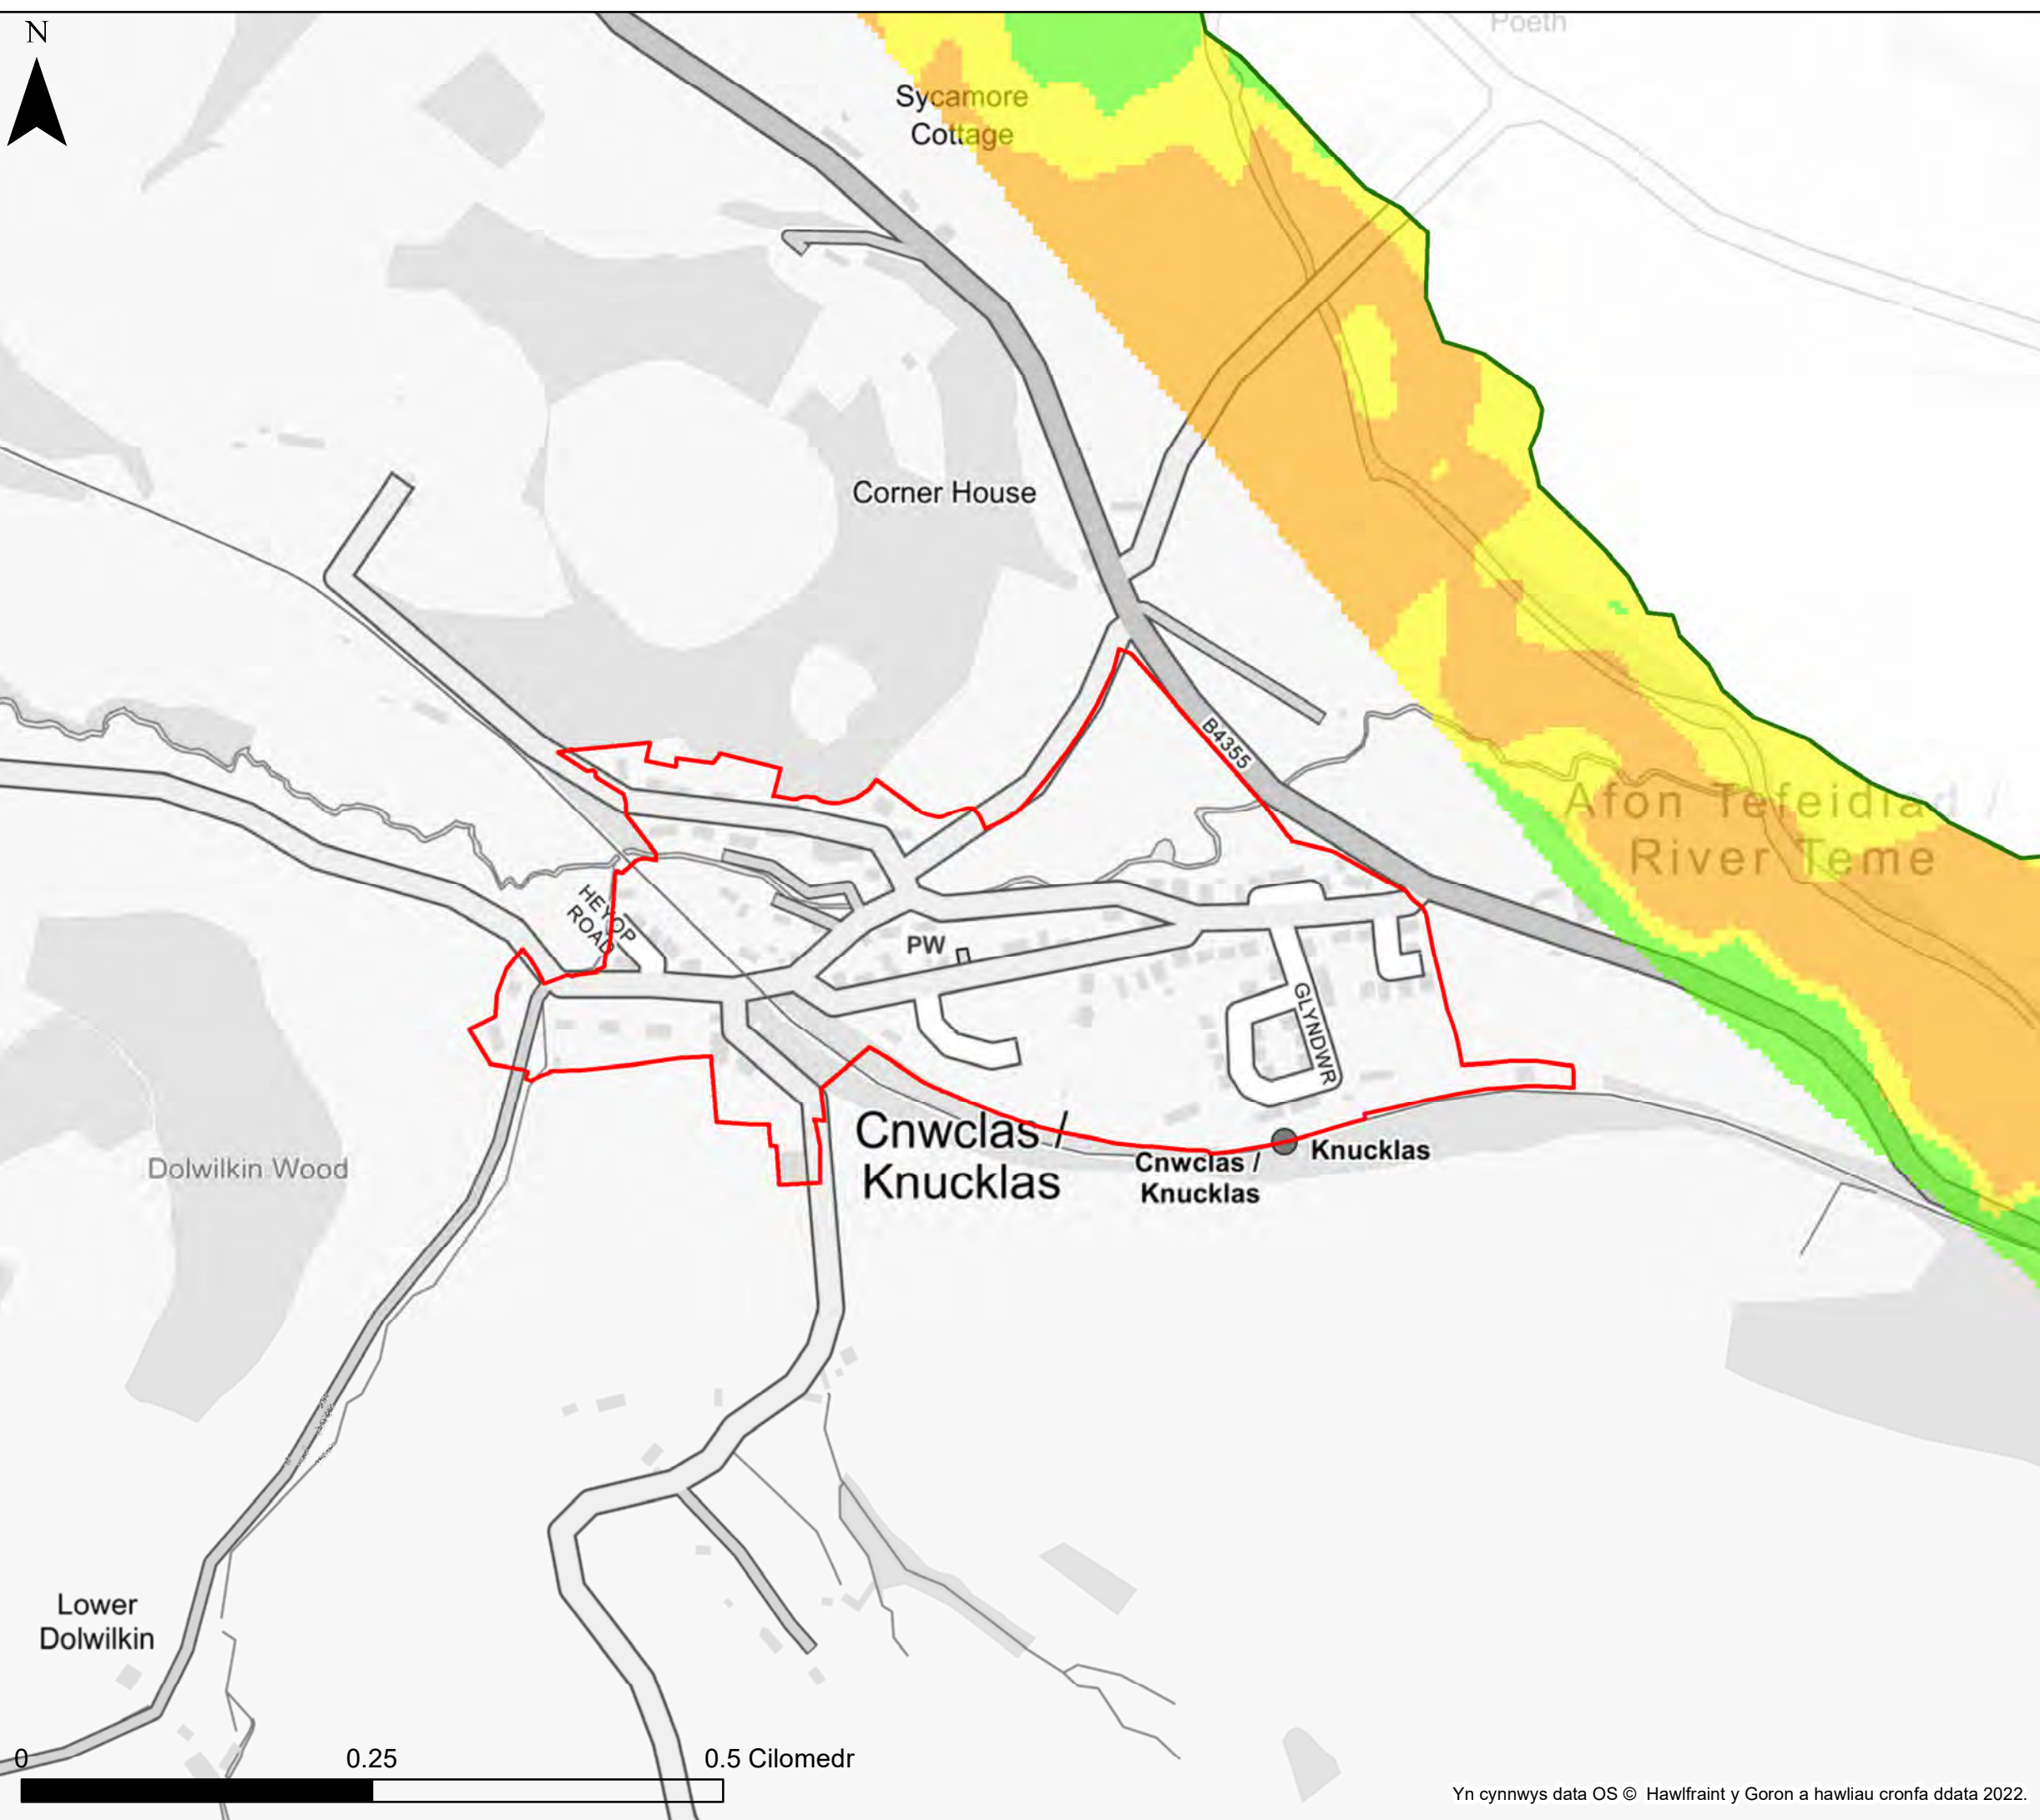 N
Poeth
Sycamore
Cottage
Corner House
B4355
Afon Tefeidiad /
River Teme
HEYOP
ROAD
PW
GLYNDWR
Cnwclas /
Knucklas
Cnwclas /
Knucklas
Knucklas
Dolwilkin Wood
Lower
Dolwilkin
0 0.25 0.5 Cilomedr
Yn cynnwys data OS © Hawlfraint y Goron a hawliau cronfa ddata 2022.